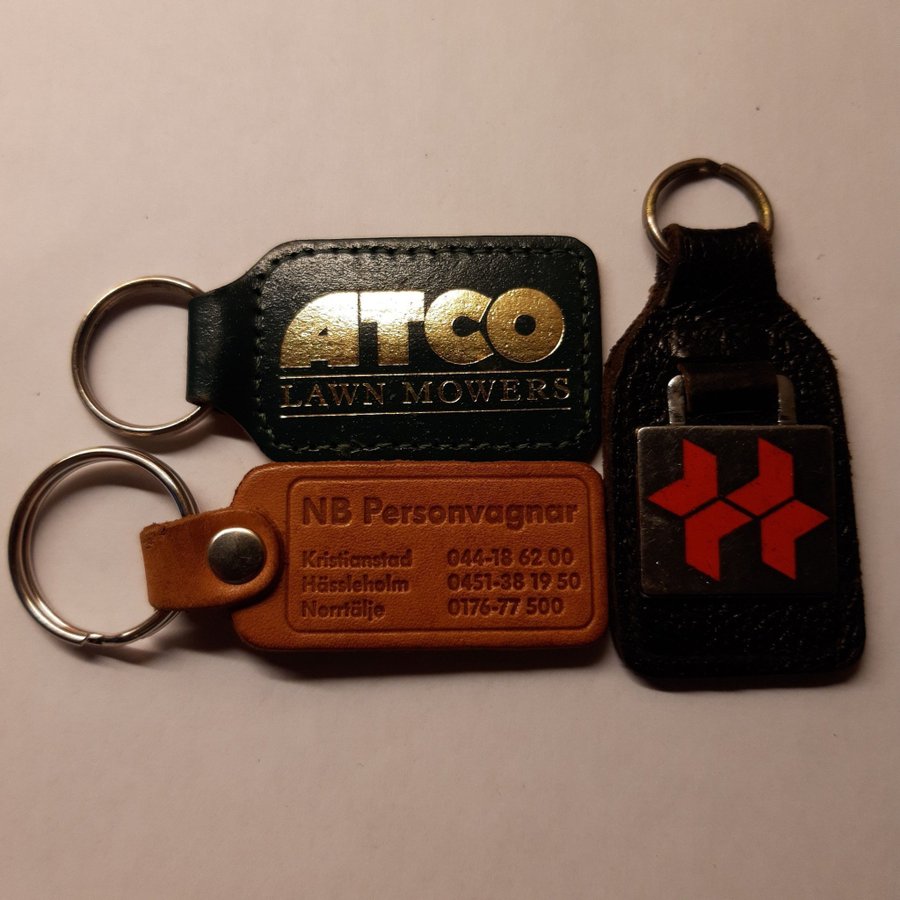 ATCO
LAWN MOWERS
NB Personvagnar
Kristianstad 044-18 62 00
Hässleholm 0451-38 19 50
Norrtälje 0176-77 500